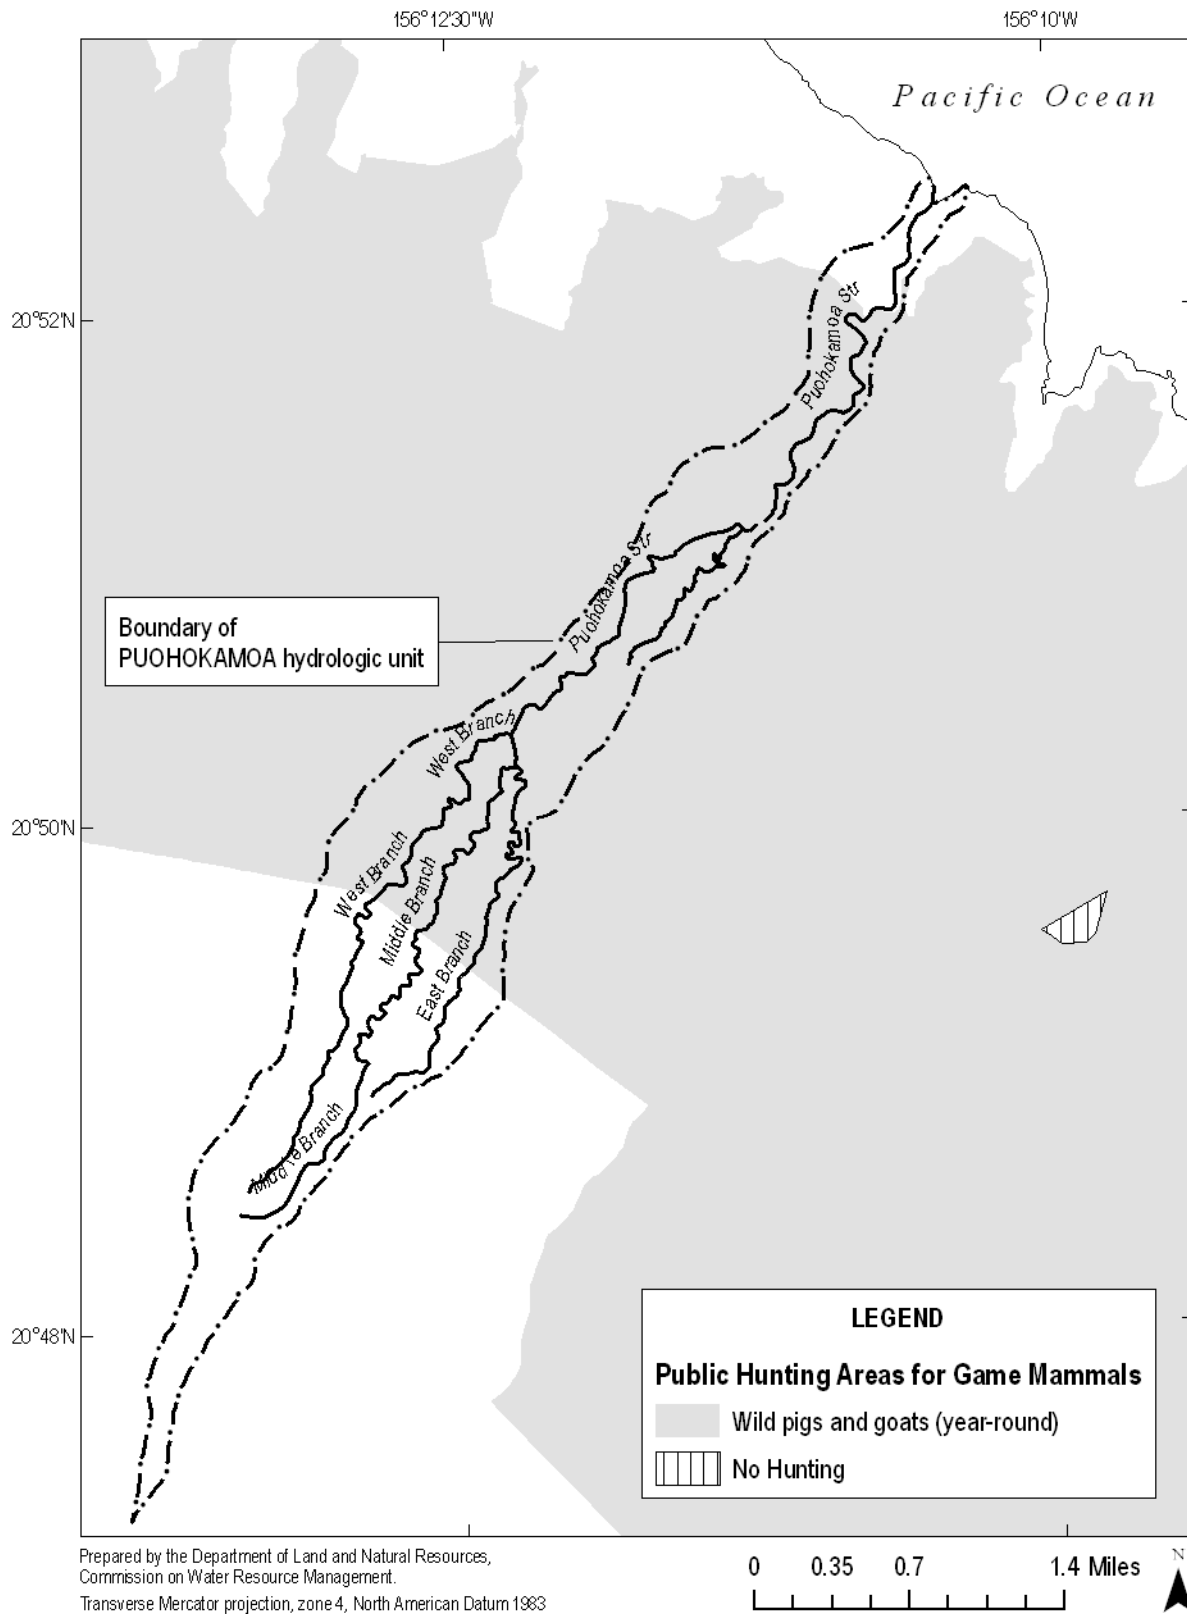 156°12'30"W
156°10'W
Pacific Ocean
20°52'N
Puohokamoa Str
Puohokamoa Str
Boundary of
PUOHOKAMOA hydrologic unit
West Branch
20°50'N
West Branch
Middle Branch
East Branch
Middle Branch
20°48'N
LEGEND
Public Hunting Areas for Game Mammals
Wild pigs and goats (year-round)
No Hunting
Prepared by the Department of Land and Natural Resources,
Commission on Water Resource Management.
Transverse Mercator projection, zone 4, North American Datum 1983
0 0.35 0.7 1.4 Miles
N